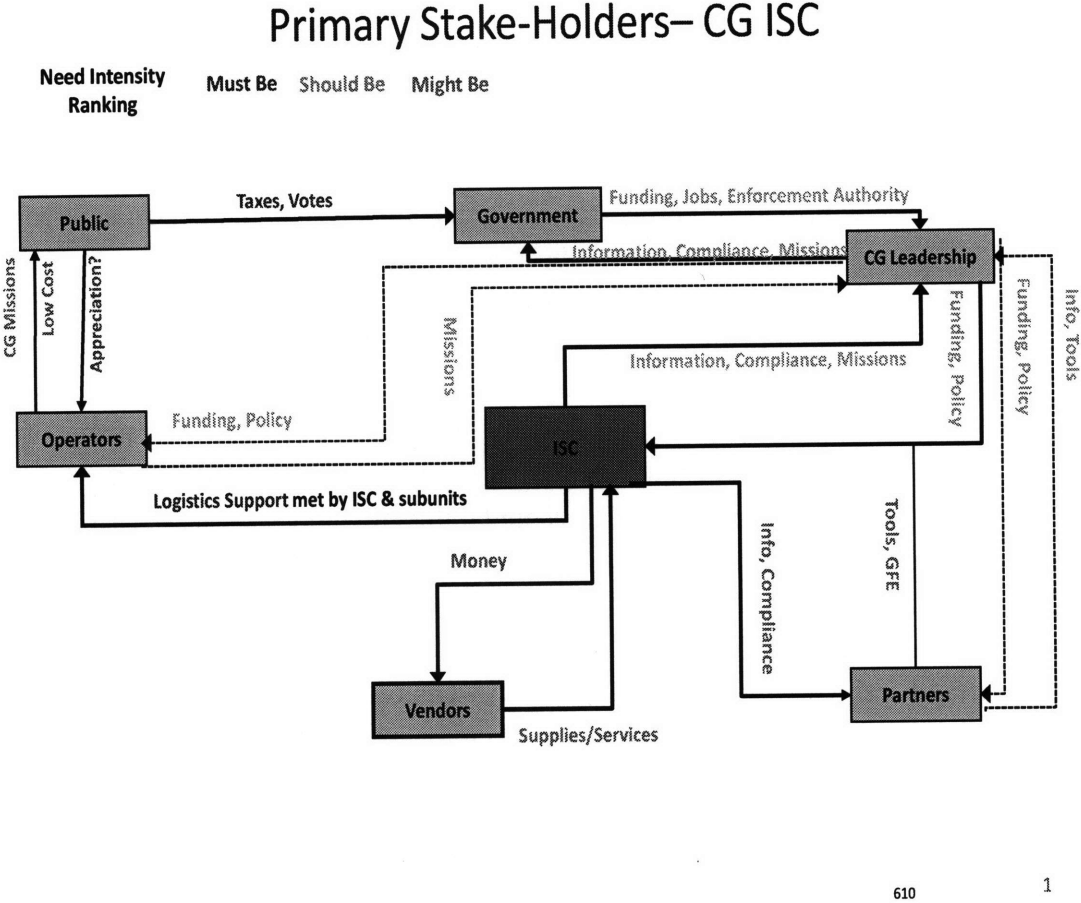 Primary Stake-Holders– CG ISC
Need Intensity
Ranking
Must Be Should Be Might Be
Public
Taxes, Votes
Government
Funding, Jobs, Enforcement Authority
Information, Compliance, Missions
CG Leadership
CG Missions
Low Cost
Appreciation?
Missions
Information, Compliance, Missions
Funding, Policy
Funding, Policy
Info, Tools
Operators
Funding, Policy
ISC
Logistics Support met by ISC & subunits
Money
Info, Compliance
Tools, GFE
Vendors
Supplies/Services
Partners
610
1